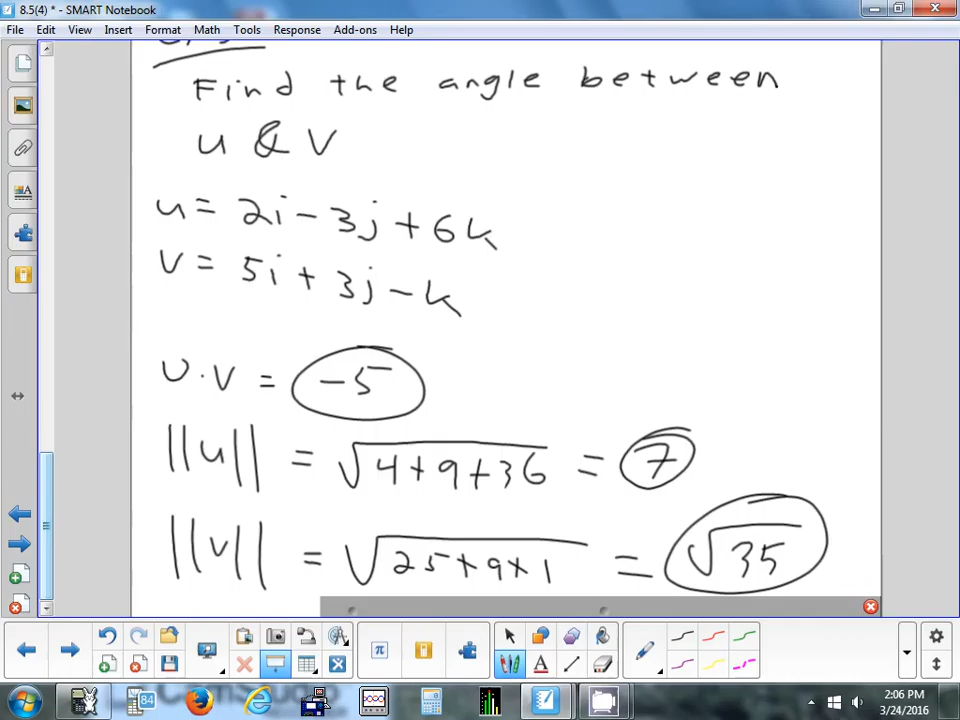 8.5(4) * - SMART Notebook
File Edit View Insert Format Math Tools Response Add-ons Help
Find the angle between
u & v
u = 2i - 3j + 6k
v = 5i + 3j - k
u · v = -5
||u|| = √4+9+36 = 7
||v|| = √25+9+1 = √35
2:06 PM
3/24/2016